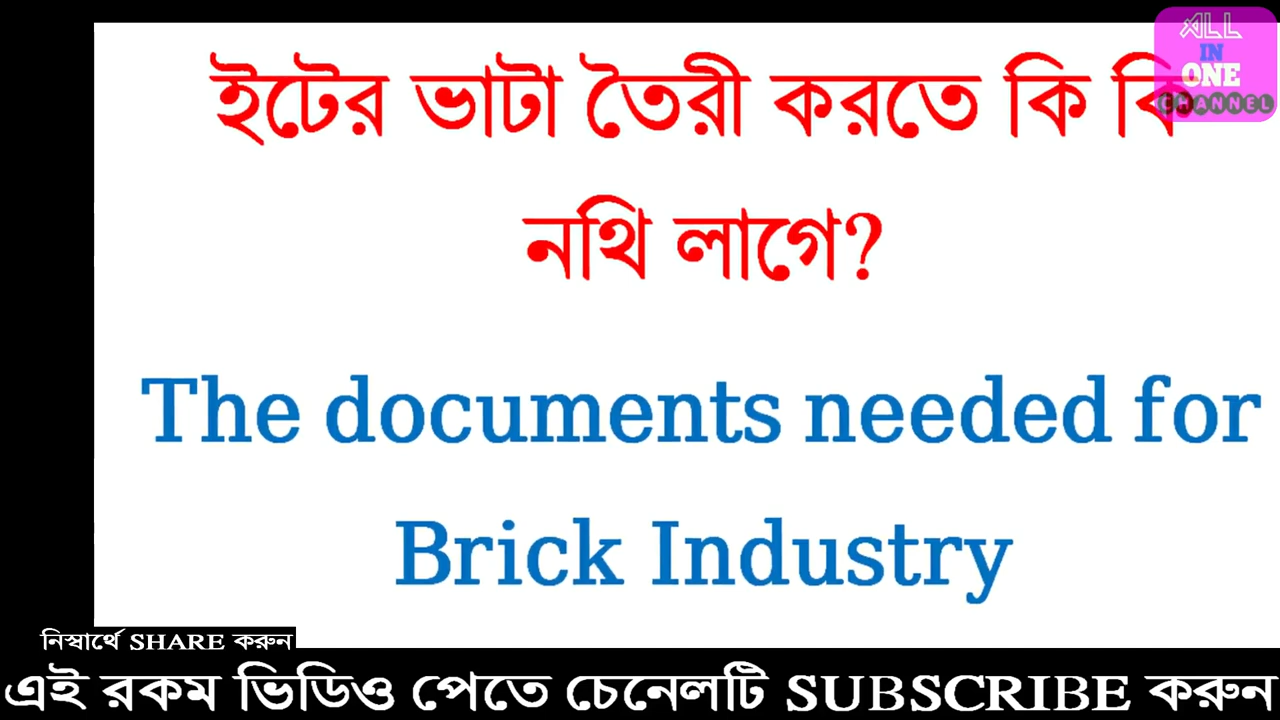 ALL
IN
ONE
CHANNEL
ইটের ভাটা তৈরী করতে কি কি
নথি লাগে?
The documents needed for
Brick Industry
নিস্বার্থে SHARE করুন
এই রকম ভিডিও পেতে চেনেলটি SUBSCRIBE করুন